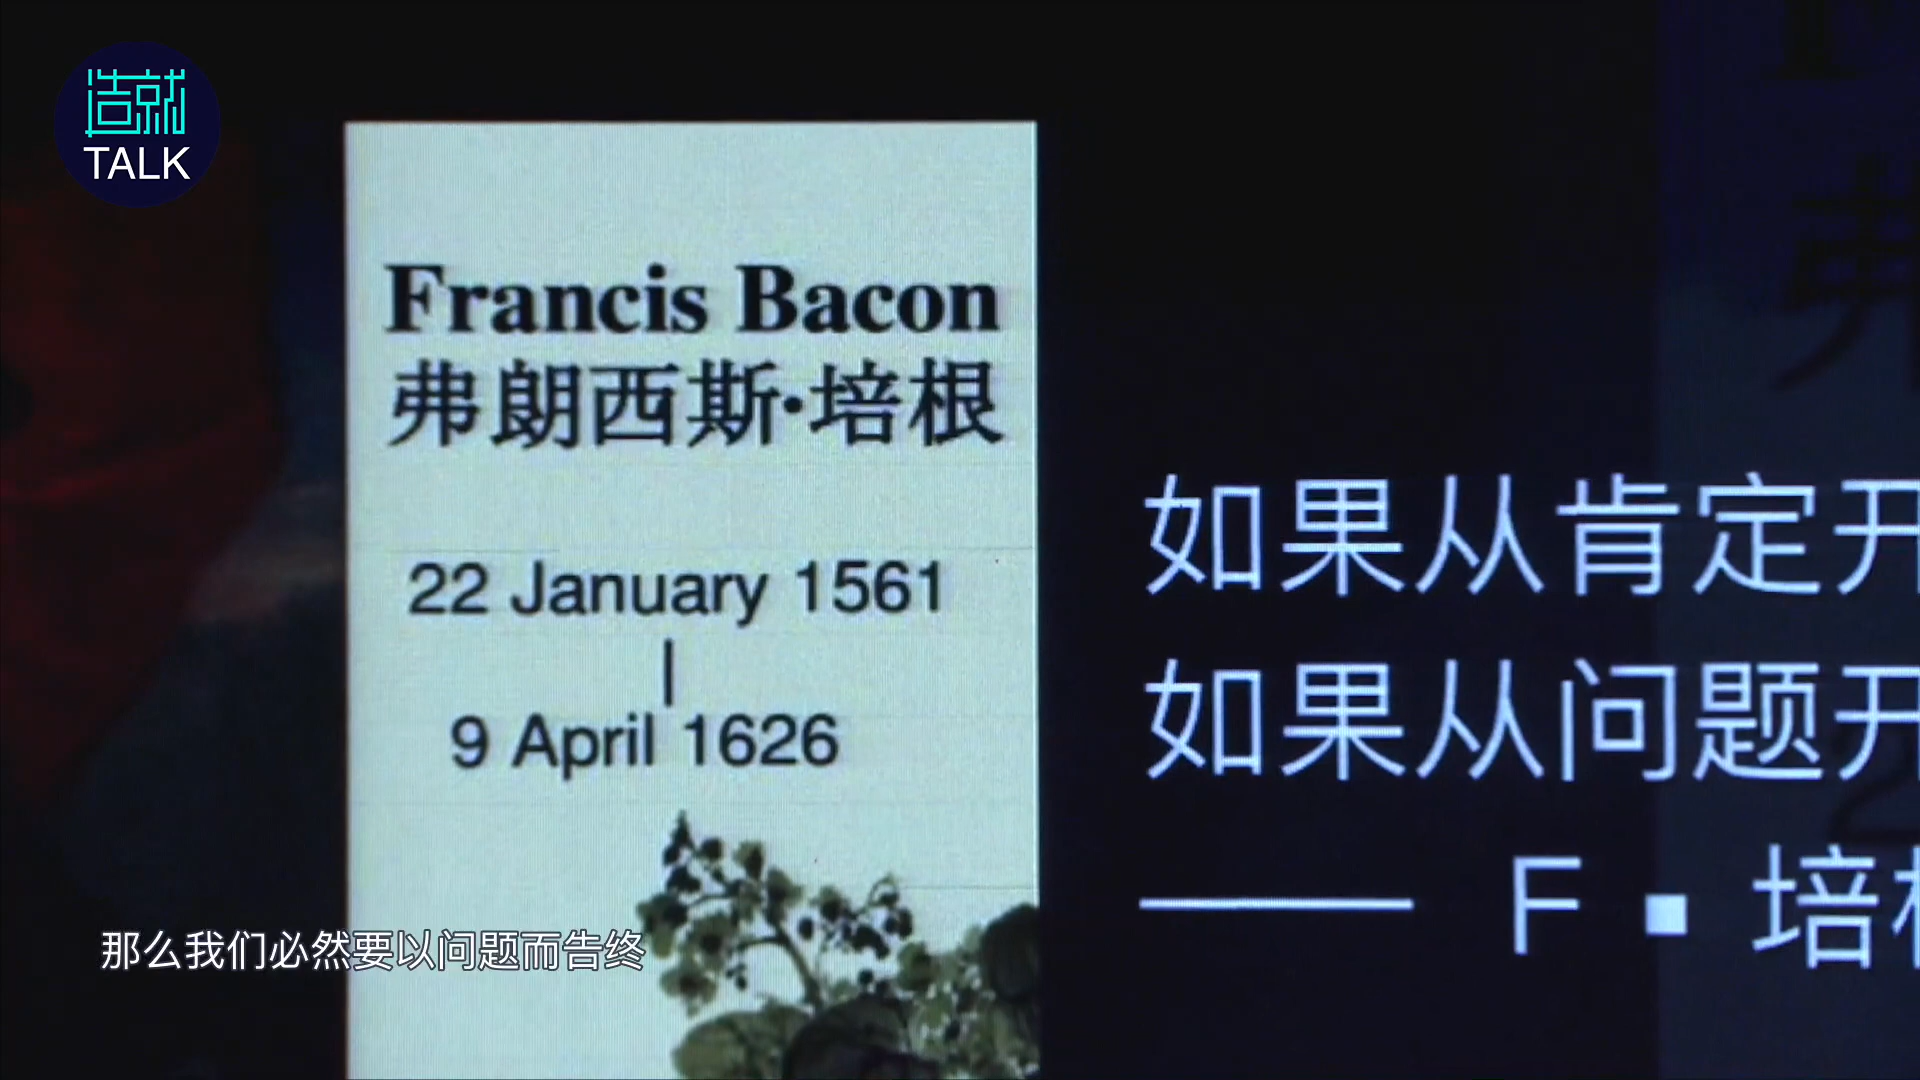 造就
TALK
Francis Bacon
弗朗西斯·培根
22 January 1561
|
9 April 1626
如果从肯定开
如果从问题开
—— F ▪ 培根
那么我们必然要以问题而告终